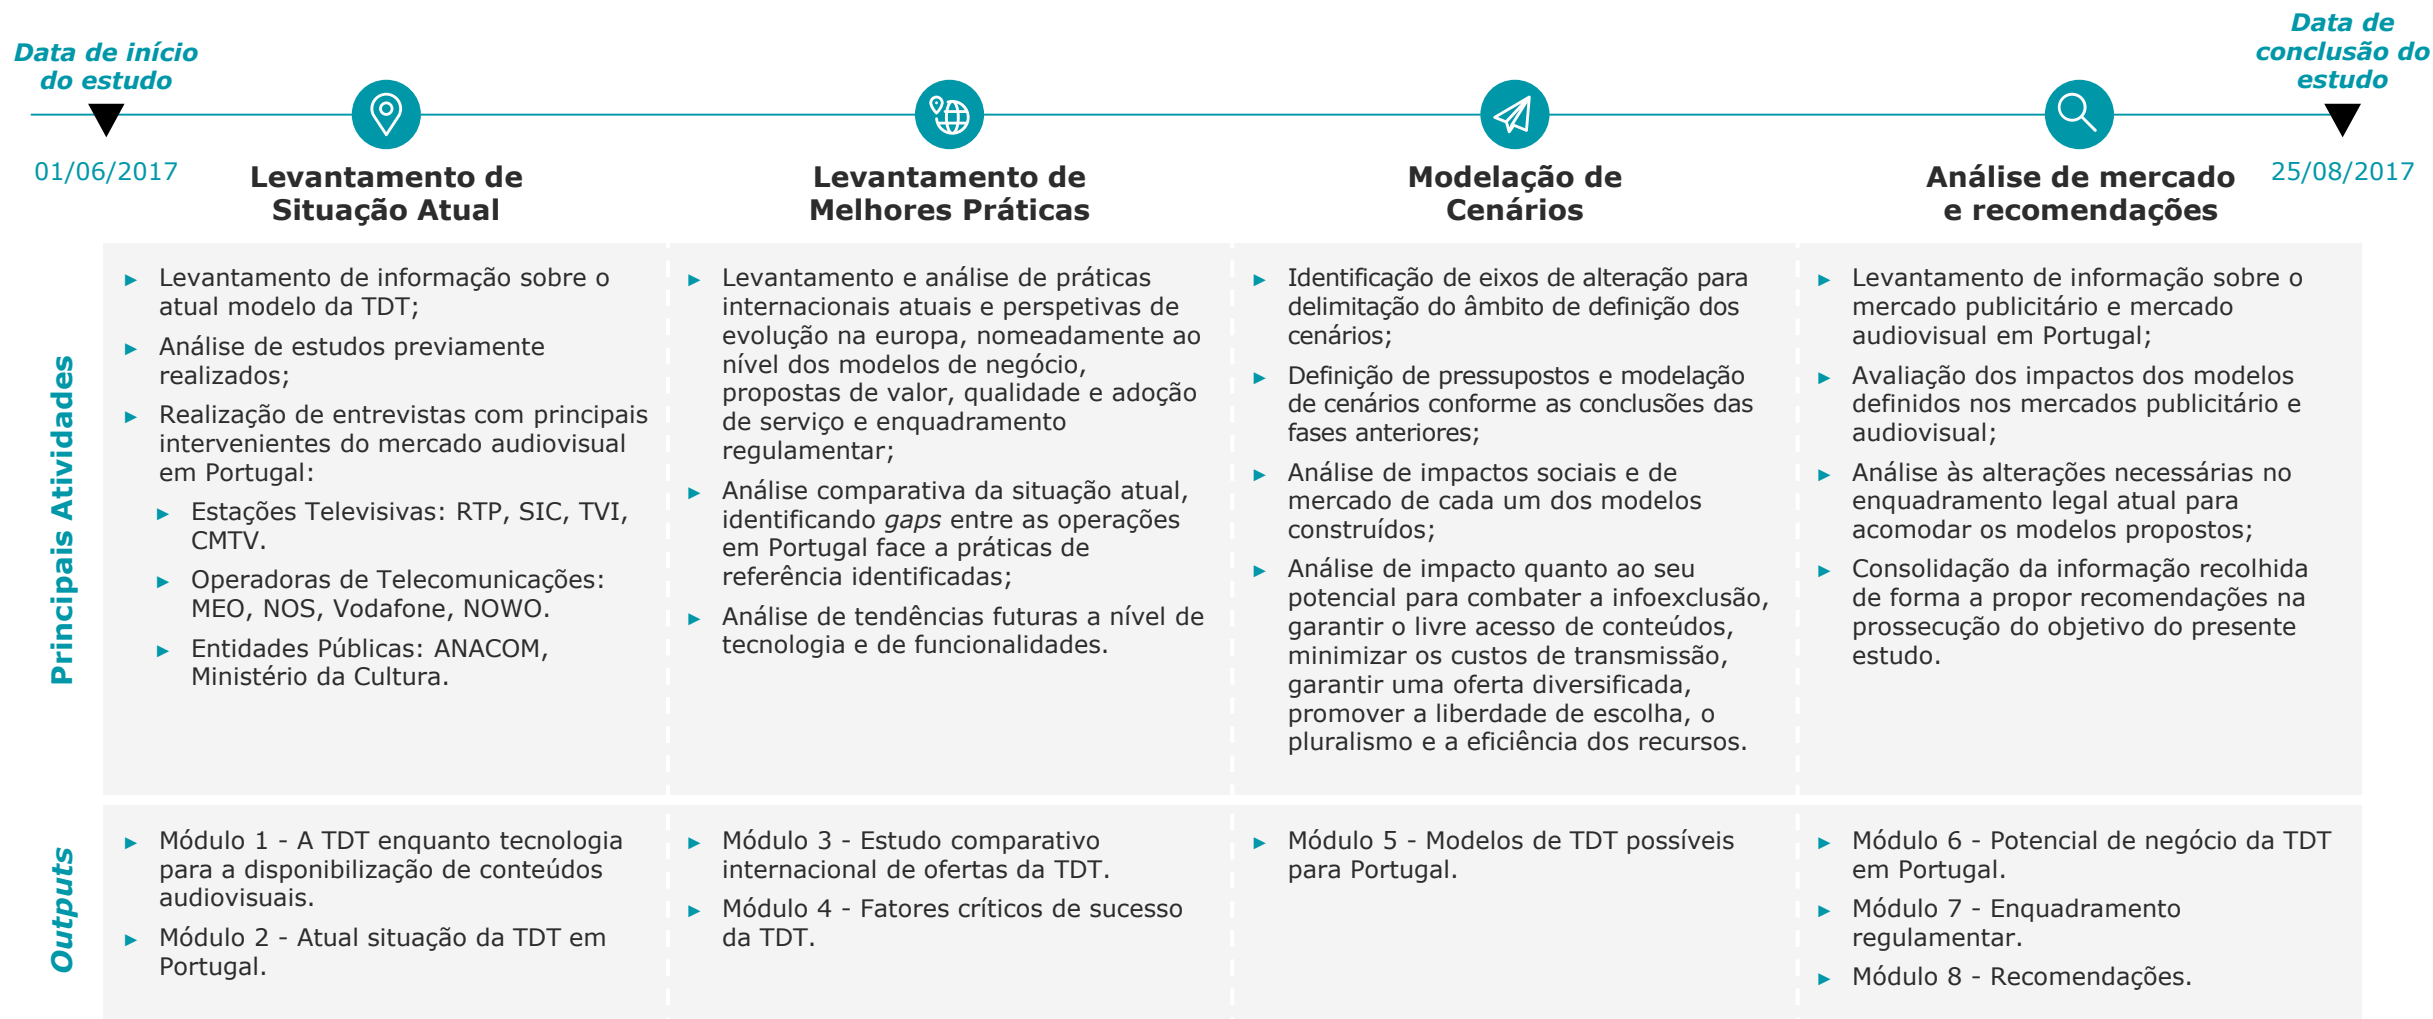 Data de início
do estudo
01/06/2017
Data de
conclusão do
estudo
25/08/2017
Levantamento de
Situação Atual
Levantamento de
Melhores Práticas
Modelação de
Cenários
Análise de mercado
e recomendações
Principais Atividades
► Levantamento de informação sobre o
atual modelo da TDT;
► Análise de estudos previamente
realizados;
► Realização de entrevistas com principais
intervenientes do mercado audiovisual
em Portugal:
► Estações Televisivas: RTP, SIC, TVI,
CMTV.
► Operadoras de Telecomunicações:
MEO, NOS, Vodafone, NOWO.
► Entidades Públicas: ANACOM,
Ministério da Cultura.
► Levantamento e análise de práticas
internacionais atuais e perspetivas de
evolução na europa, nomeadamente ao
nível dos modelos de negócio,
propostas de valor, qualidade e adoção
de serviço e enquadramento
regulamentar;
► Análise comparativa da situação atual,
identificando gaps entre as operações
em Portugal face a práticas de
referência identificadas;
► Análise de tendências futuras a nível de
tecnologia e de funcionalidades.
► Identificação de eixos de alteração para
delimitação do âmbito de definição dos
cenários;
► Definição de pressupostos e modelação
de cenários conforme as conclusões das
fases anteriores;
► Análise de impactos sociais e de
mercado de cada um dos modelos
construídos;
► Análise de impacto quanto ao seu
potencial para combater a infoexclusão,
garantir o livre acesso de conteúdos,
minimizar os custos de transmissão,
garantir uma oferta diversificada,
promover a liberdade de escolha, o
pluralismo e a eficiência dos recursos.
► Levantamento de informação sobre o
mercado publicitário e mercado
audiovisual em Portugal;
► Avaliação dos impactos dos modelos
definidos nos mercados publicitário e
audiovisual;
► Análise às alterações necessárias no
enquadramento legal atual para
acomodar os modelos propostos;
► Consolidação da informação recolhida
de forma a propor recomendações na
prossecução do objetivo do presente
estudo.
Outputs
► Módulo 1 - A TDT enquanto tecnologia
para a disponibilização de conteúdos
audiovisuais.
► Módulo 2 - Atual situação da TDT em
Portugal.
► Módulo 3 - Estudo comparativo
internacional de ofertas da TDT.
► Módulo 4 - Fatores críticos de sucesso
da TDT.
► Módulo 5 - Modelos de TDT possíveis
para Portugal.
► Módulo 6 - Potencial de negócio da TDT
em Portugal.
► Módulo 7 - Enquadramento
regulamentar.
► Módulo 8 - Recomendações.